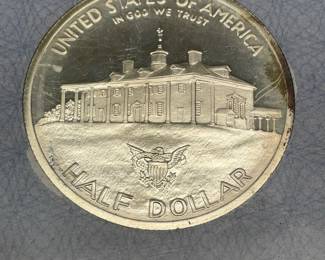 UNITED STATES OF AMERICA
IN GOD WE TRUST
HALF DOLLAR